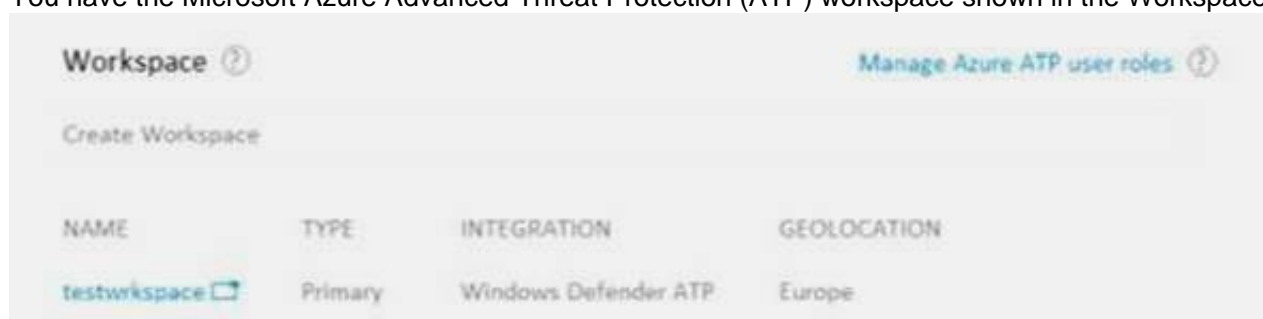 You have the Microsoft Azure Advanced Threat Protection (ATP) workspace shown in the Workspace
Workspace ? Manage Azure ATP user roles ?
Create Workspace
NAME TYPE INTEGRATION GEOLOCATION
testwrkspace Primary Windows Defender ATP Europe